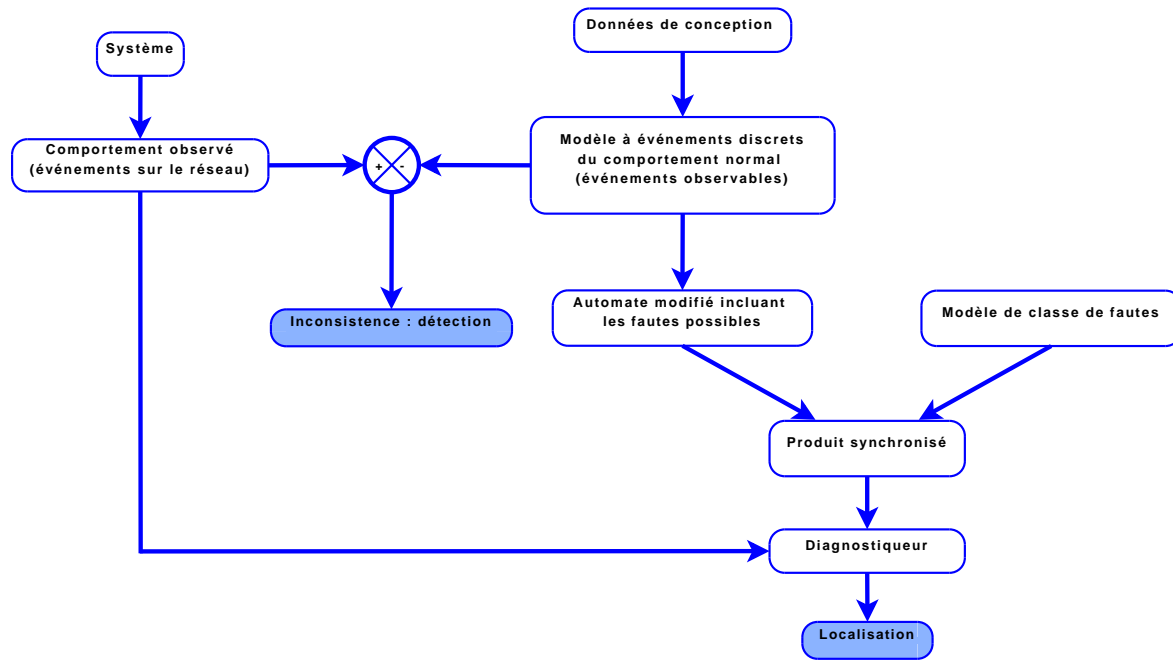 Données de conception
Système
Comportement observé
(événements sur le réseau)
+ -
Modèle à événements discrets
du comportement normal
(événements observables)
Inconsistence : détection
Automate modifié incluant
les fautes possibles
Modèle de classe de fautes
Produit synchronisé
Diagnostiqueur
Localisation